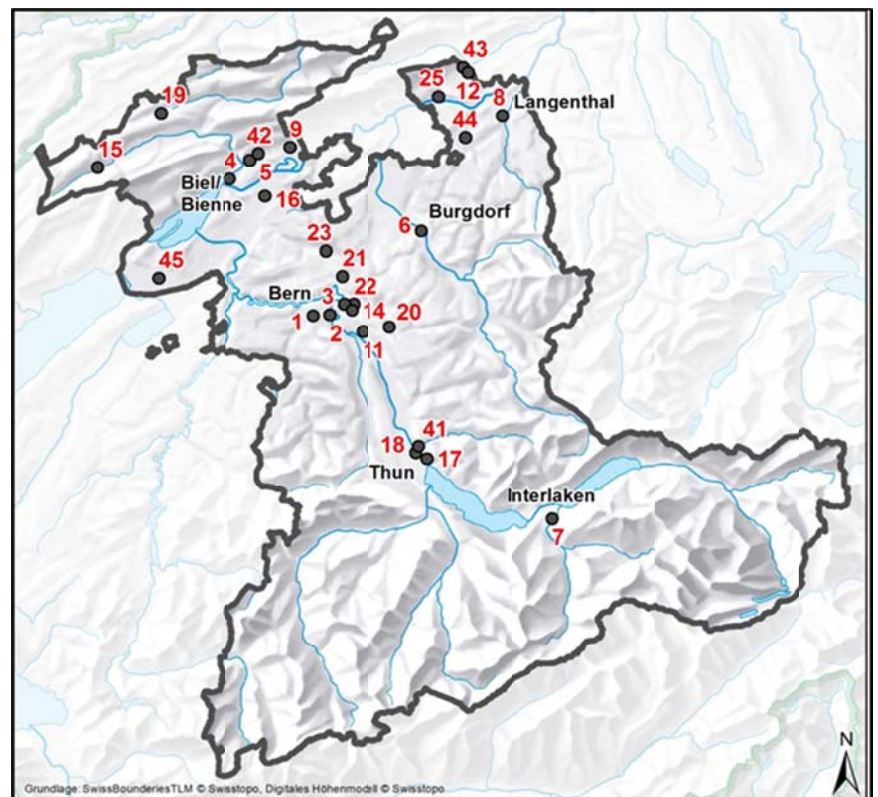 43
25
12 8 Langenthal
19
44
42 9
15
4 5
Biel/
Bienne
16
6 Burgdorf
23
21
45
Bern 3 22
1 14 20
2
11
41
18
17
Thun
Interlaken
7
N
Grundlage: SwissBounderiesTLM © Swisstopo, Digitales Höhenmodell © Swisstopo